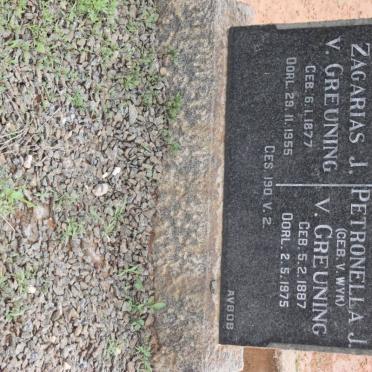 ZAGARIAS J.
V. GREUNING
GEB. 6.1.1877
OORL. 29.11.1955
PETRONELLA J.
(GEB. V. WYK)
V. GREUNING
GEB. 5.2.1887
OORL. 2.5.1975
GES. 190. V. 2.
AVBOB